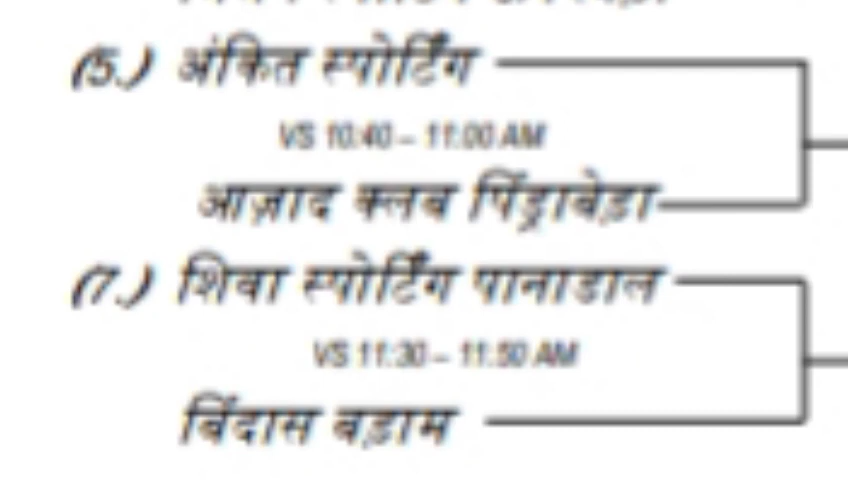 (5.) अंकित स्पोर्टिंग
VS 10:40 – 11:00 AM
आज़ाद क्लब पिंड्राबेड़ा
(7.) शिवा स्पोर्टिंग पानाडाल
VS 11:30 – 11:50 AM
बिंदास बड़ाम